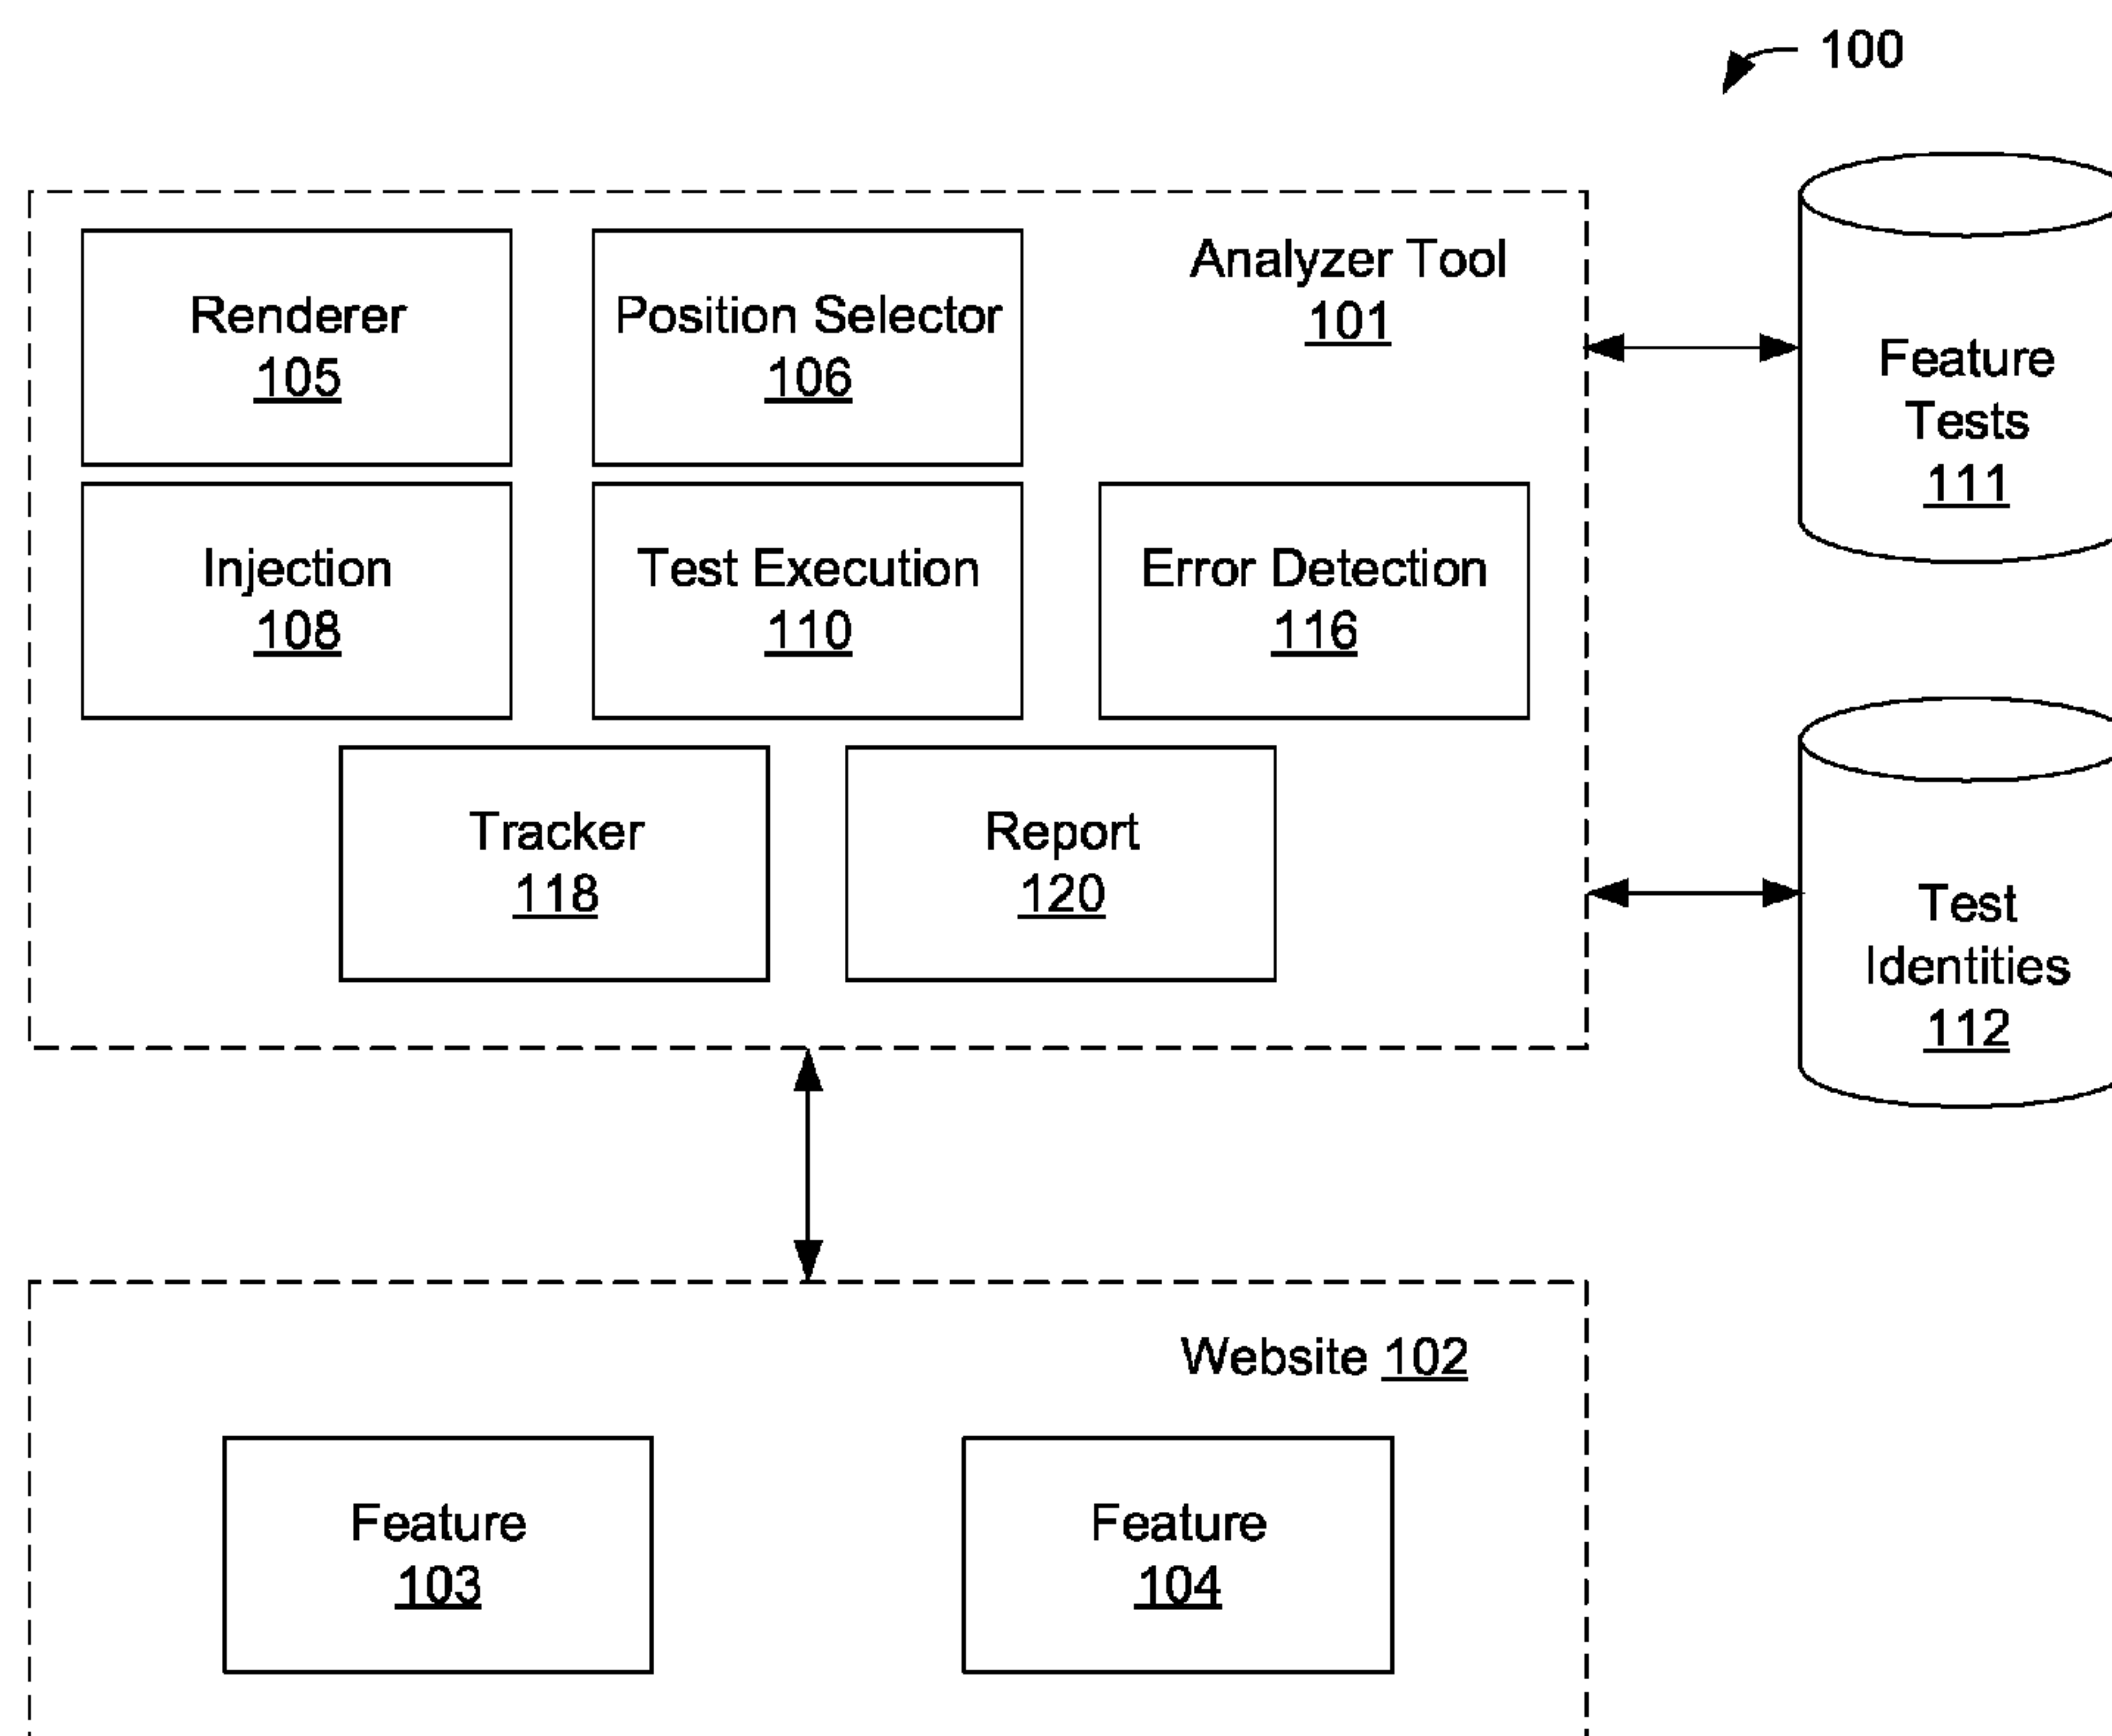 100
Renderer
105
Position Selector
106
Analyzer Tool
101
Feature
Tests
111
Injection
108
Test Execution
110
Error Detection
116
Tracker
118
Report
120
Test
Identities
112
Website 102
Feature
103
Feature
104